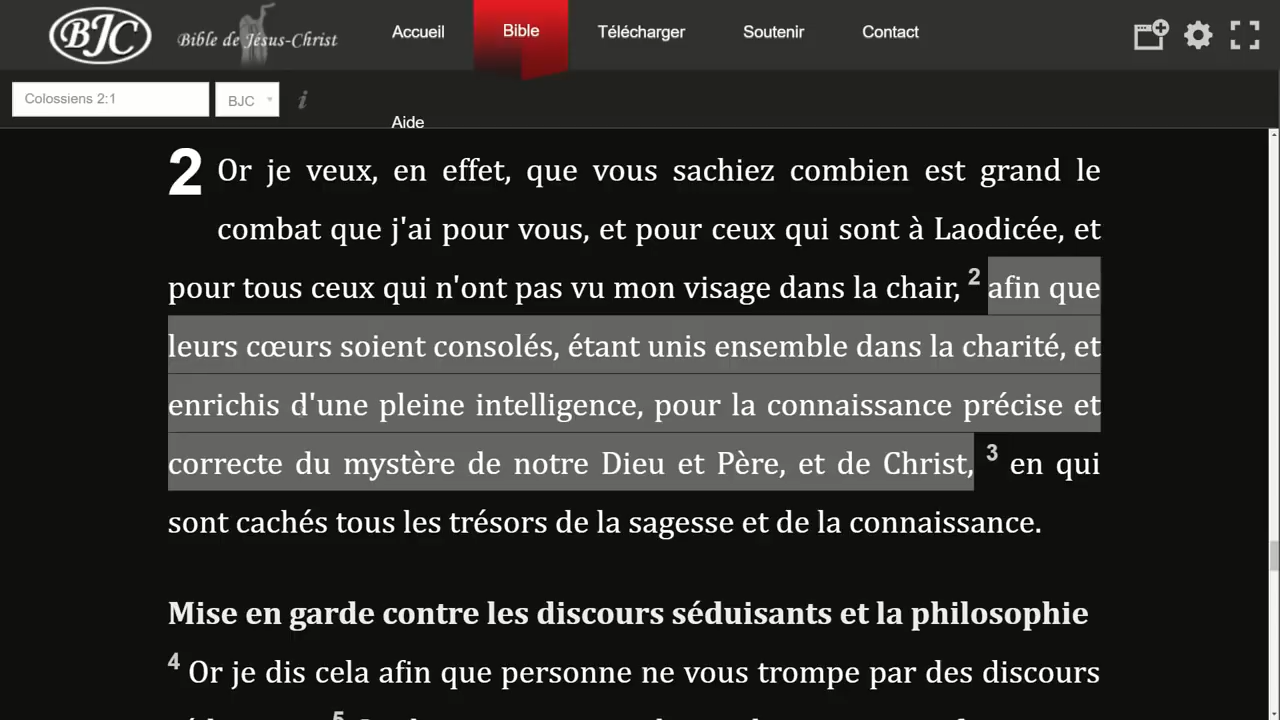 BJC Bible de Jésus-Christ Accueil Bible Télécharger Soutenir Contact
Colossiens 2:1 BJC i
Aide
2 Or je veux, en effet, que vous sachiez combien est grand le
combat que j'ai pour vous, et pour ceux qui sont à Laodicée, et
pour tous ceux qui n'ont pas vu mon visage dans la chair, 2 afin que
leurs cœurs soient consolés, étant unis ensemble dans la charité, et
enrichis d'une pleine intelligence, pour la connaissance précise et
correcte du mystère de notre Dieu et Père, et de Christ, 3 en qui
sont cachés tous les trésors de la sagesse et de la connaissance.
Mise en garde contre les discours séduisants et la philosophie
4 Or je dis cela afin que personne ne vous trompe par des discours
5